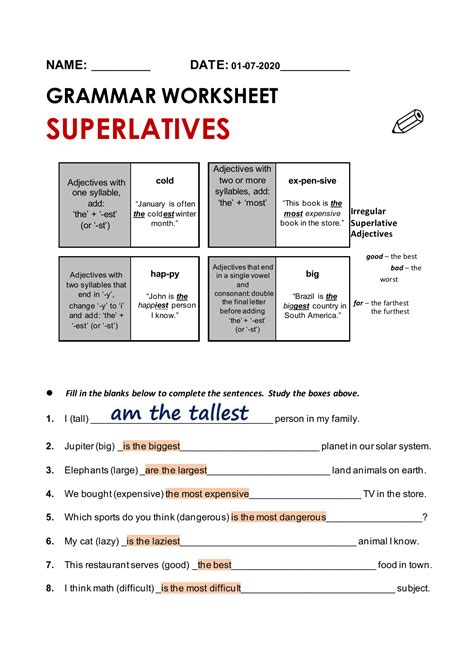 NAME: _________ DATE: 01-07-2020____________
GRAMMAR WORKSHEET
SUPERLATIVES
Adjectives with
one syllable,
add:
‘the’ + ‘-est’
(or ‘-st’)
cold
“January is often
the coldest winter
month.”
Adjectives with
two or more
syllables, add:
‘the’ + ‘most’
ex-pen-sive
“This book is the
most expensive
book in the store.”
Irregular
Superlative
Adjectives
good – the best
bad – the
worst
far – the farthest
the furthest
Adjectives with
two syllables that
end in ‘-y’,
change ‘-y’ to ‘i’
and add: ‘the’ +
‘-est’ (or ‘-st’)
hap-py
“John is the
happiest person
I know.”
Adjectives that end
in a single vowel
and
consonant: double
the final letter
before adding
‘the’ + ‘-est’
(or ‘-st’)
big
“Brazil is the
biggest country in
South America.”
● Fill in the blanks below to complete the sentences. Study the boxes above.
1. I (tall) am the tallest person in my family.
2. Jupiter (big) _is the biggest__________________________ planet in our solar system.
3. Elephants (large) _are the largest_______________________ land animals on earth.
4. We bought (expensive) the most expensive____________________ TV in the store.
5. Which sports do you think (dangerous) is the most dangerous_________________?
6. My cat (lazy) _is the laziest________________________________ animal I know.
7. This restaurant serves (good) _the best__________________________ food in town.
8. I think math (difficult) _is the most difficult______________________ subject.